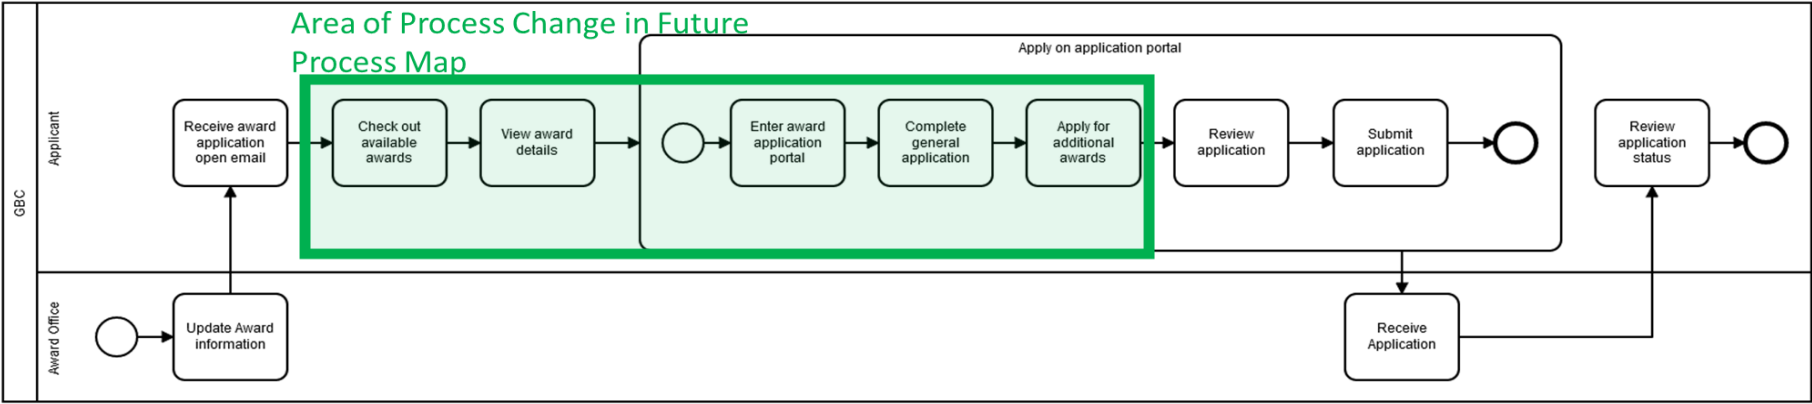 Area of Process Change in Future
Process Map
Apply on application portal
GBC
Applicant
Receive award
application
open email
Check out
available
awards
View award
details
Enter award
application
portal
Complete
general
application
Apply for
additional
awards
Review
application
Submit
application
Review
application
status
Award Office
Update Award
information
Receive
Application